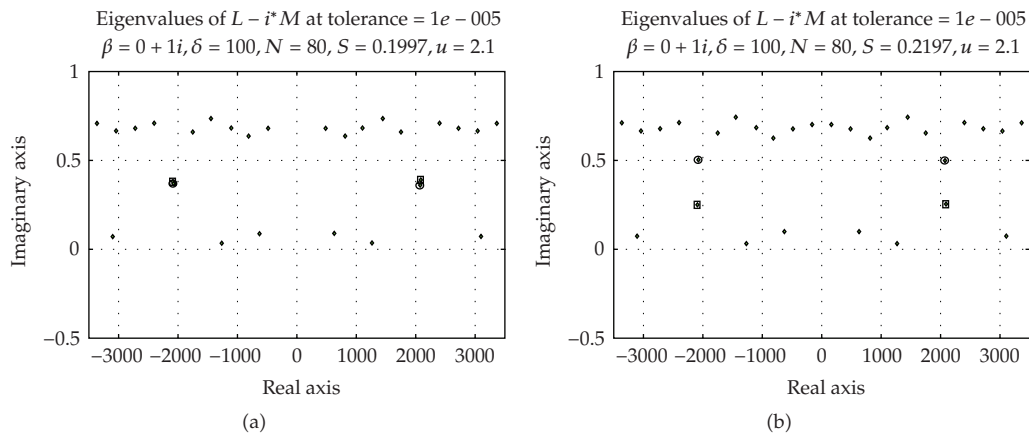 Eigenvalues of L − i*M at tolerance = 1e − 005
β = 0 + 1i, δ = 100, N = 80, S = 0.1997, u = 2.1
1
0.5
0
−0.5
Imaginary axis
−3000 −2000 −1000 0 1000 2000 3000
Real axis
(a)
Eigenvalues of L − i*M at tolerance = 1e − 005
β = 0 + 1i, δ = 100, N = 80, S = 0.2197, u = 2.1
1
0.5
0
−0.5
Imaginary axis
−3000 −2000 −1000 0 1000 2000 3000
Real axis
(b)